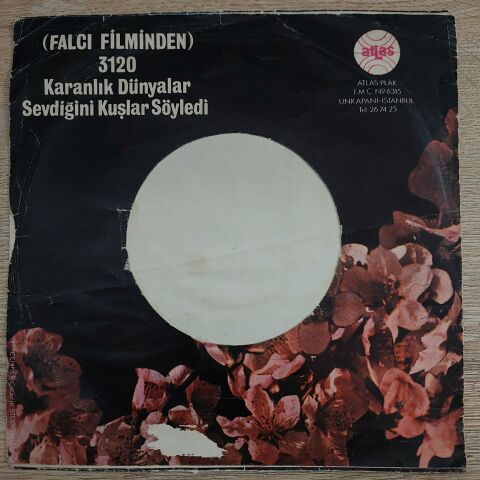 (FALCI FİLMİNDEN)
3120
Karanlık Dünyalar
Sevdiğini Kuşlar Söyledi
atlas
ATLAS PLAK
İ.M.Ç. No 6315
UNKAPANI-İSTANBUL
Tel: 26 74 25